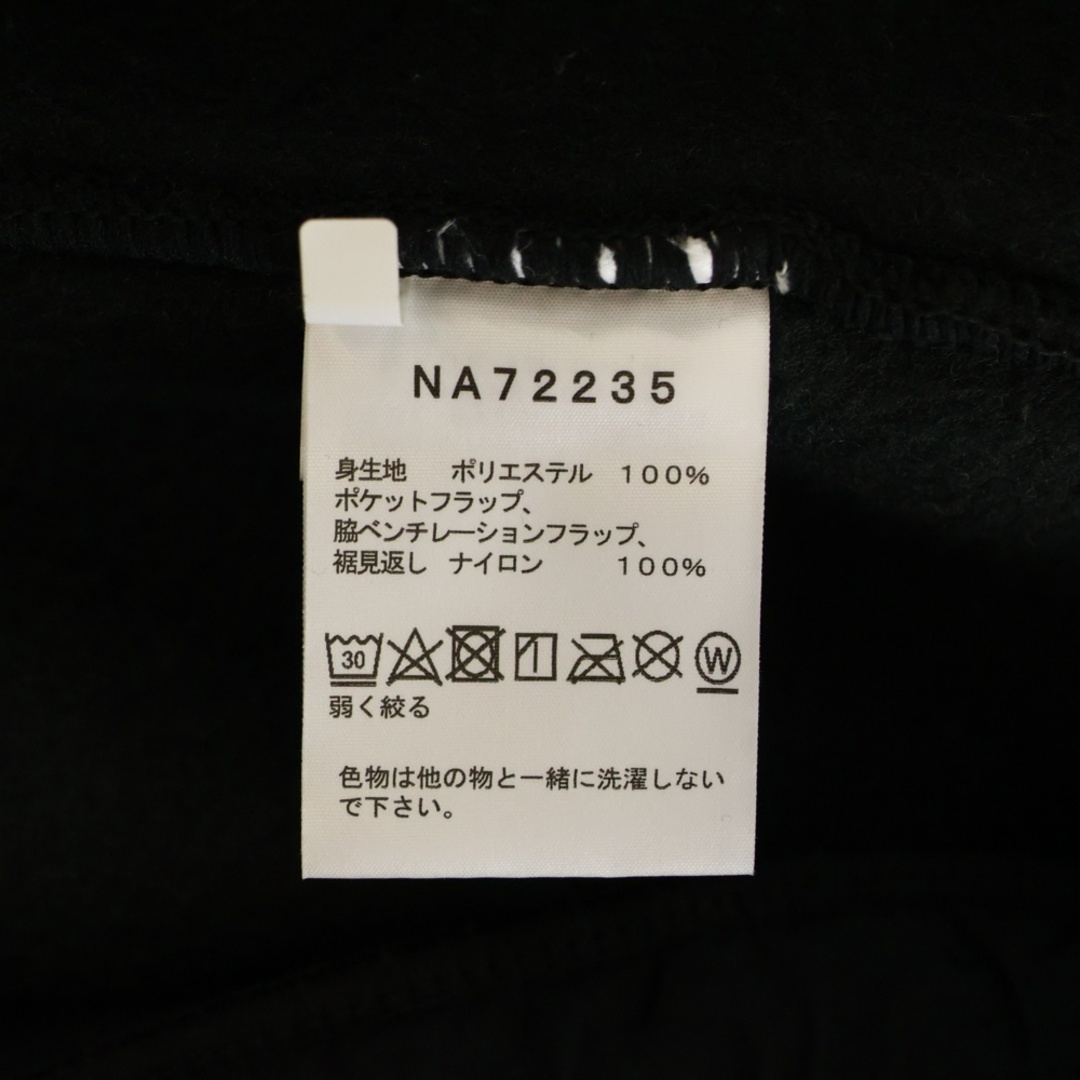 NA72235
身生地 ポリエステル 100%
ポケットフラップ、
脇ベンチレーションフラップ、
裾見返し ナイロン 100%
30 W
弱く絞る
色物は他の物と一緒に洗濯しない
で下さい。